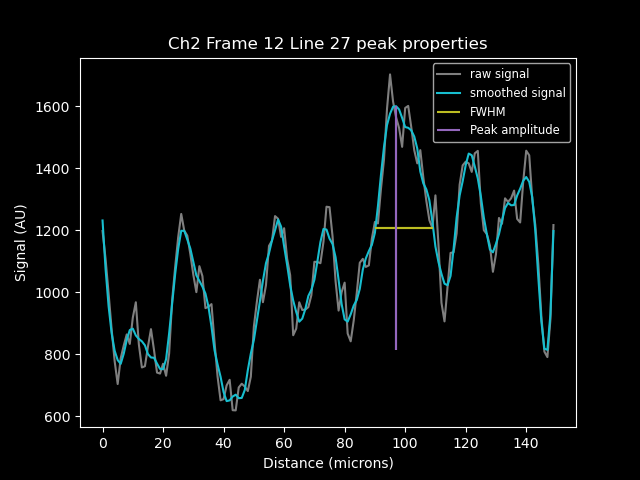 Ch2 Frame 12 Line 27 peak properties
raw signal
smoothed signal
FWHM
Peak amplitude
Signal (AU)
1600
1400
1200
1000
800
600
0 20 40 60 80 100 120 140
Distance (microns)